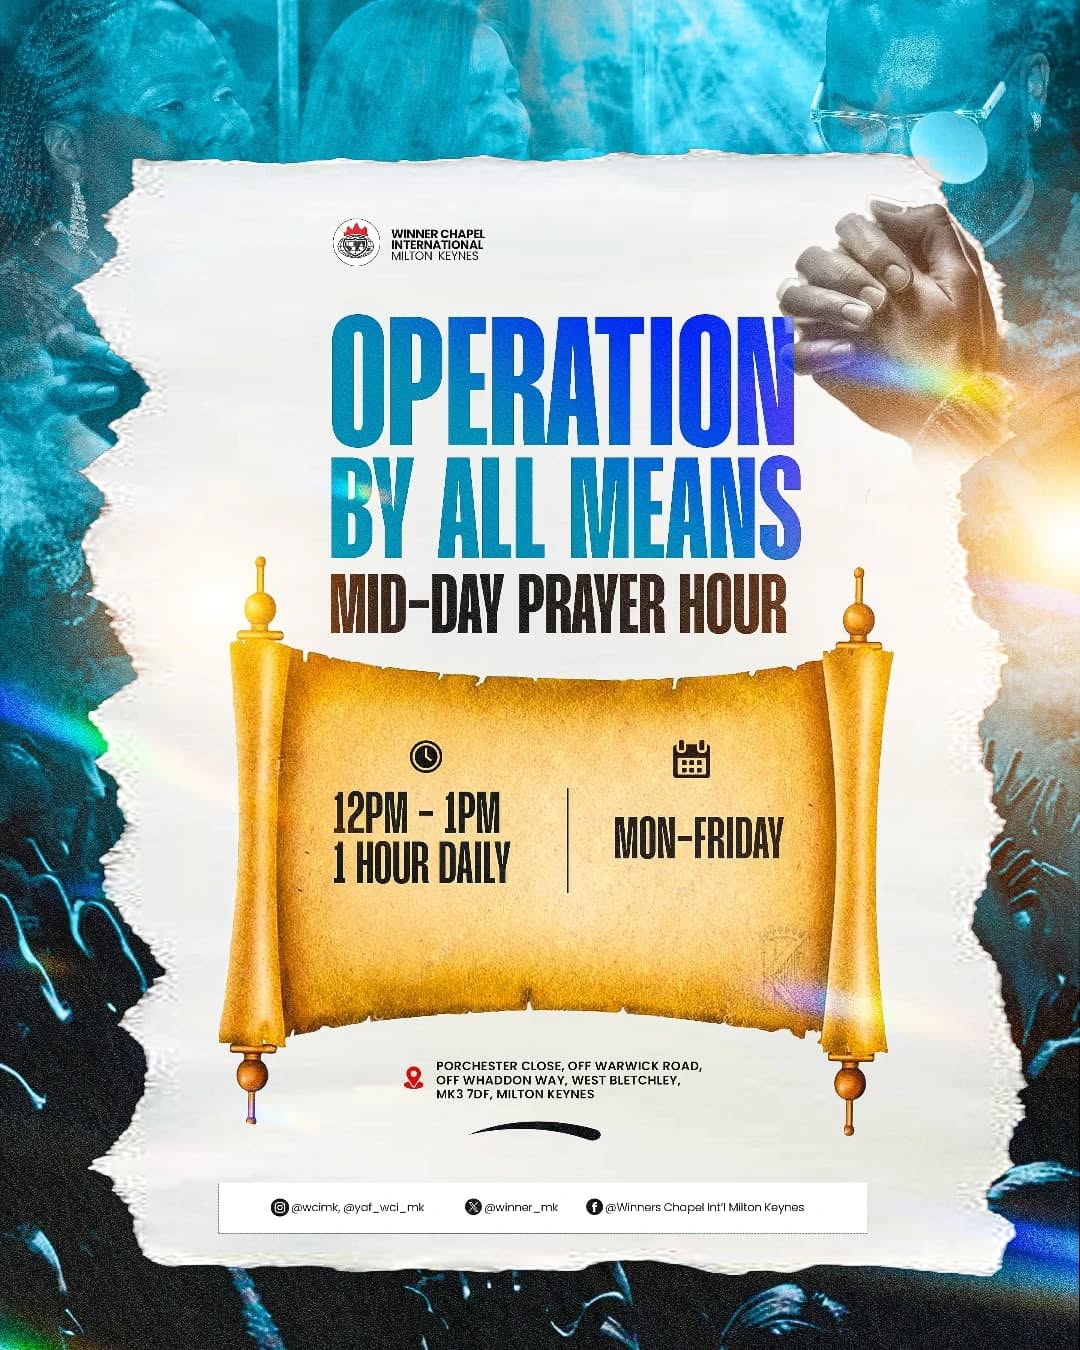 WINNER CHAPEL
INTERNATIONAL
MILTON KEYNES
OPERATION
BY ALL MEANS
MID-DAY PRAYER HOUR
12PM - 1PM
1 HOUR DAILY
MON-FRIDAY
PORCHESTER CLOSE, OFF WARWICK ROAD,
OFF WHADDON WAY, WEST BLETCHLEY,
MK3 7DF, MILTON KEYNES
@wcimk, @yaf_wci_mk
@winner_mk
@Winners Chapel Int'l Milton Keynes